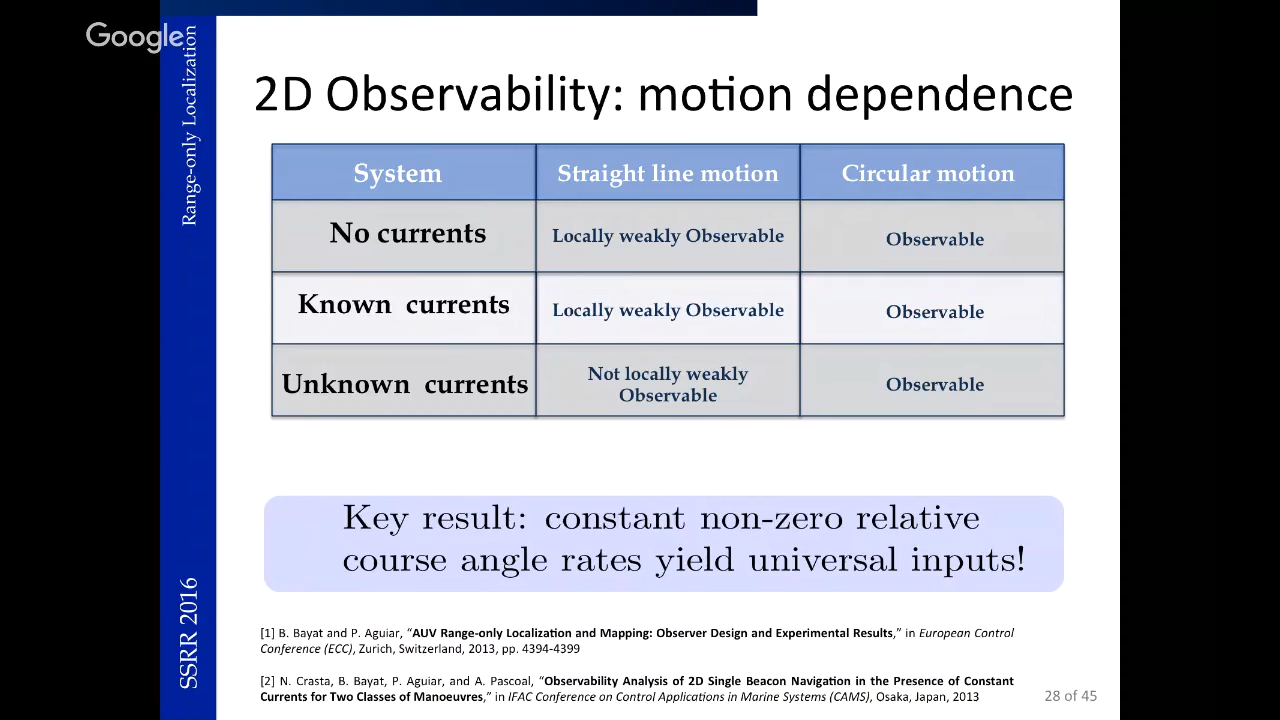 Google
Range-only Localization
SSRR 2016
2D Observability: motion dependence
System Straight line motion Circular motion
No currents Locally weakly Observable Observable
Known currents Locally weakly Observable Observable
Unknown currents Not locally weakly Observable Observable
Key result: constant non-zero relative
course angle rates yield universal inputs!
[1] B. Bayat and P. Aguiar, “AUV Range-only Localization and Mapping: Observer Design and Experimental Results,” in European Control
Conference (ECC), Zurich, Switzerland, 2013, pp. 4394-4399
[2] N. Crasta, B. Bayat, P. Aguiar, and A. Pascoal, “Observability Analysis of 2D Single Beacon Navigation in the Presence of Constant
Currents for Two Classes of Manoeuvres,” in IFAC Conference on Control Applications in Marine Systems (CAMS), Osaka, Japan, 2013
28 of 45